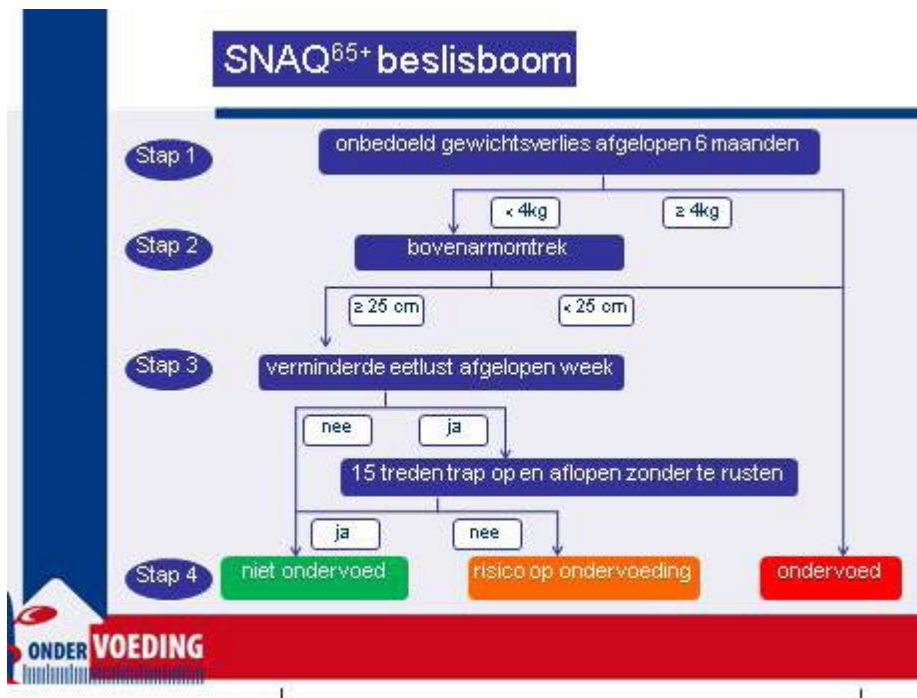 SNAQ65+ beslisboom
Stap 1
onbedoeld gewichtsverlies afgelopen 6 maanden
< 4kg
≥ 4kg
Stap 2
bovenarmomtrek
≥ 25 cm
< 25 cm
Stap 3
verminderde eetlust afgelopen week
nee
ja
15 treden trap op en aflopen zonder te rusten
ja
nee
Stap 4
niet ondervoed
risico op ondervoeding
ondervoed
ONDER VOEDING